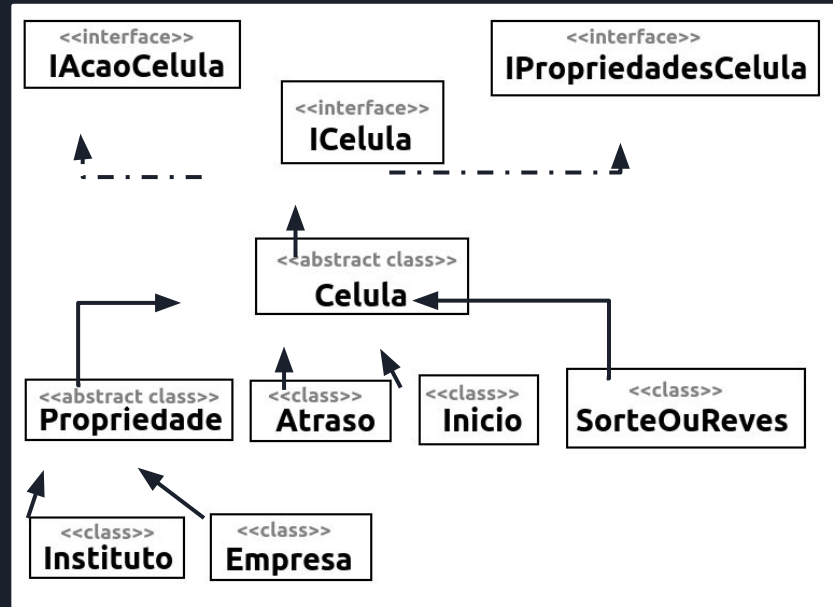 <<interface>>
IAcaoCelula
<<interface>>
IPropriedadesCelula
<<interface>>
ICelula
<<abstract class>>
Celula
<<abstract class>>
Propriedade
<<class>>
Atraso
<<class>>
Inicio
<<class>>
SorteOuReves
<<class>>
Instituto
<<class>>
Empresa